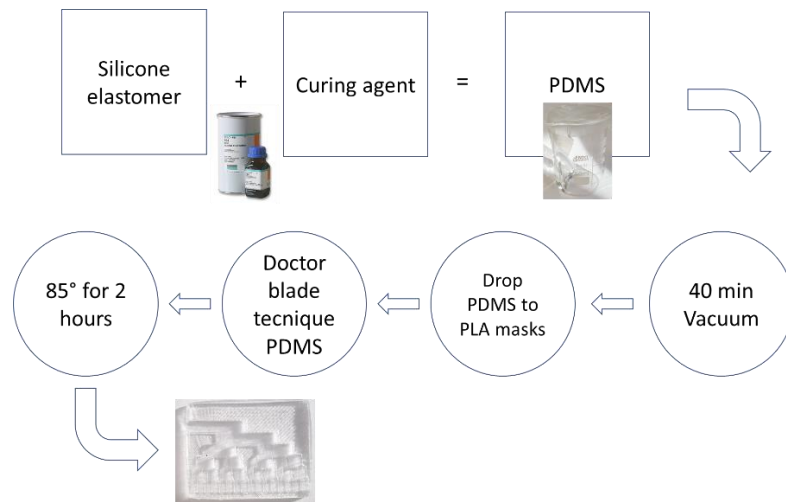 Silicone
elastomer
+
Curing agent
=
PDMS
40 min
Vacuum
Drop
PDMS to
PLA masks
Doctor
blade
tecnique
PDMS
85° for 2
hours